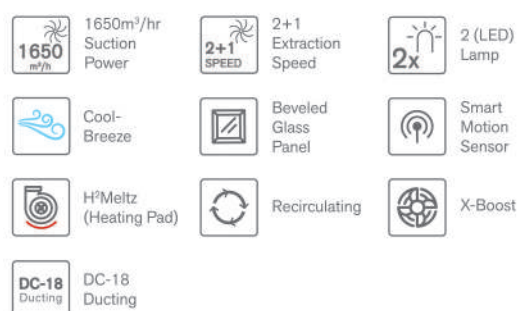 1650
m³/h
1650m³/hr
Suction
Power
2+1
SPEED
2+1
Extraction
Speed
2x
2 (LED)
Lamp
Cool-
Breeze
Beveled
Glass
Panel
Smart
Motion
Sensor
H²Meltz
(Heating Pad)
Recirculating
X-Boost
DC-18
Ducting
DC-18
Ducting